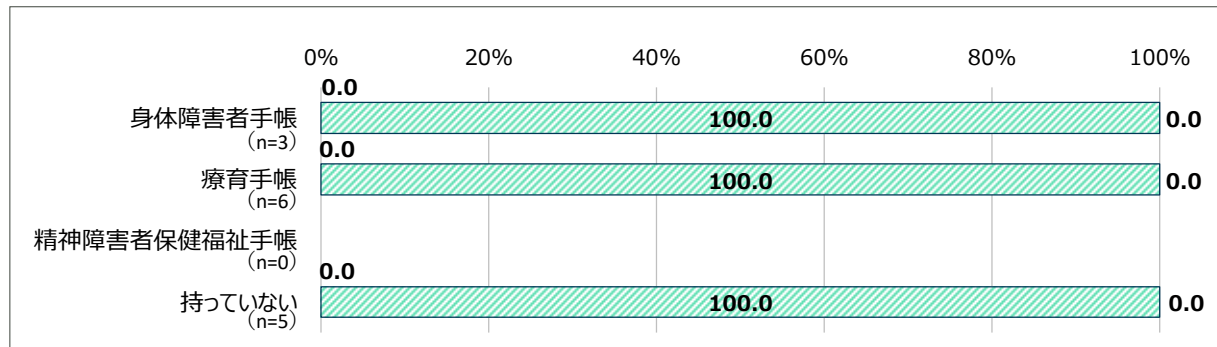 0% 20% 40% 60% 80% 100%
0.0
身体障害者手帳 100.0 0.0
（n=3）
0.0
療育手帳 100.0 0.0
（n=6）
精神障害者保健福祉手帳
（n=0）
0.0
持っていない 100.0 0.0
（n=5）